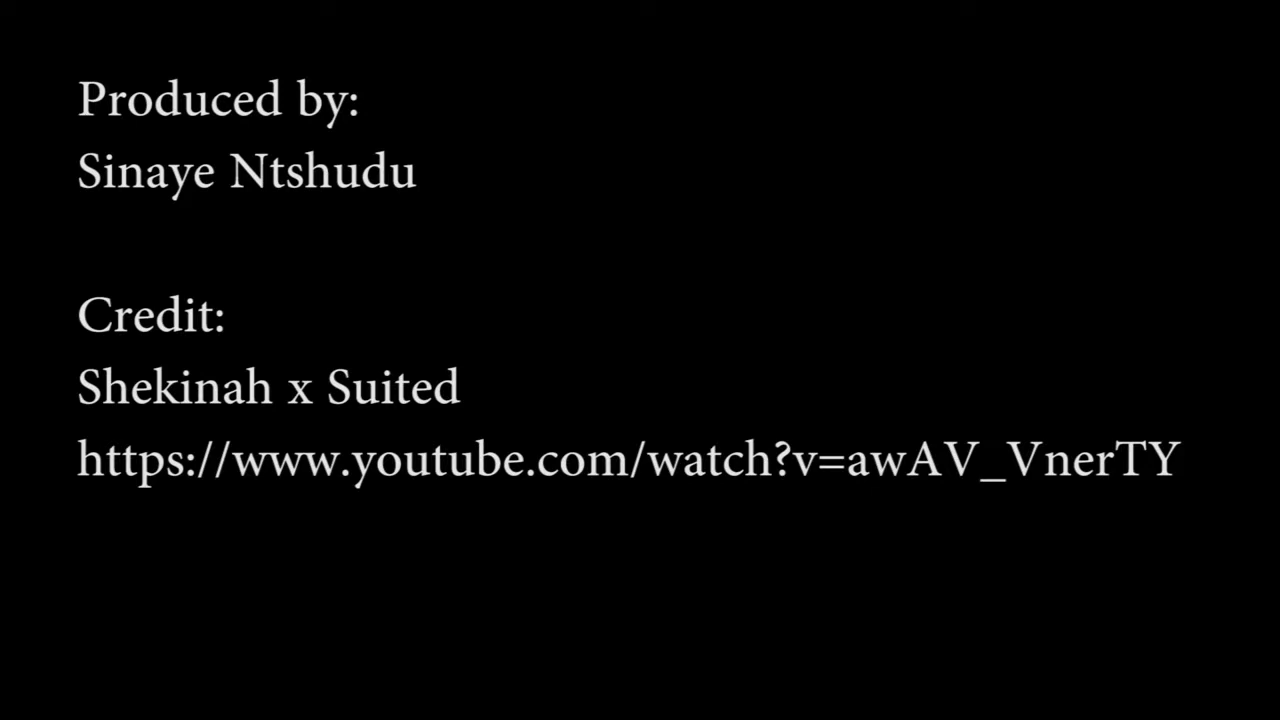 Produced by:
Sinaye Ntshudu
Credit:
Shekinah x Suited
https://www.youtube.com/watch?v=awAV_VnerTY